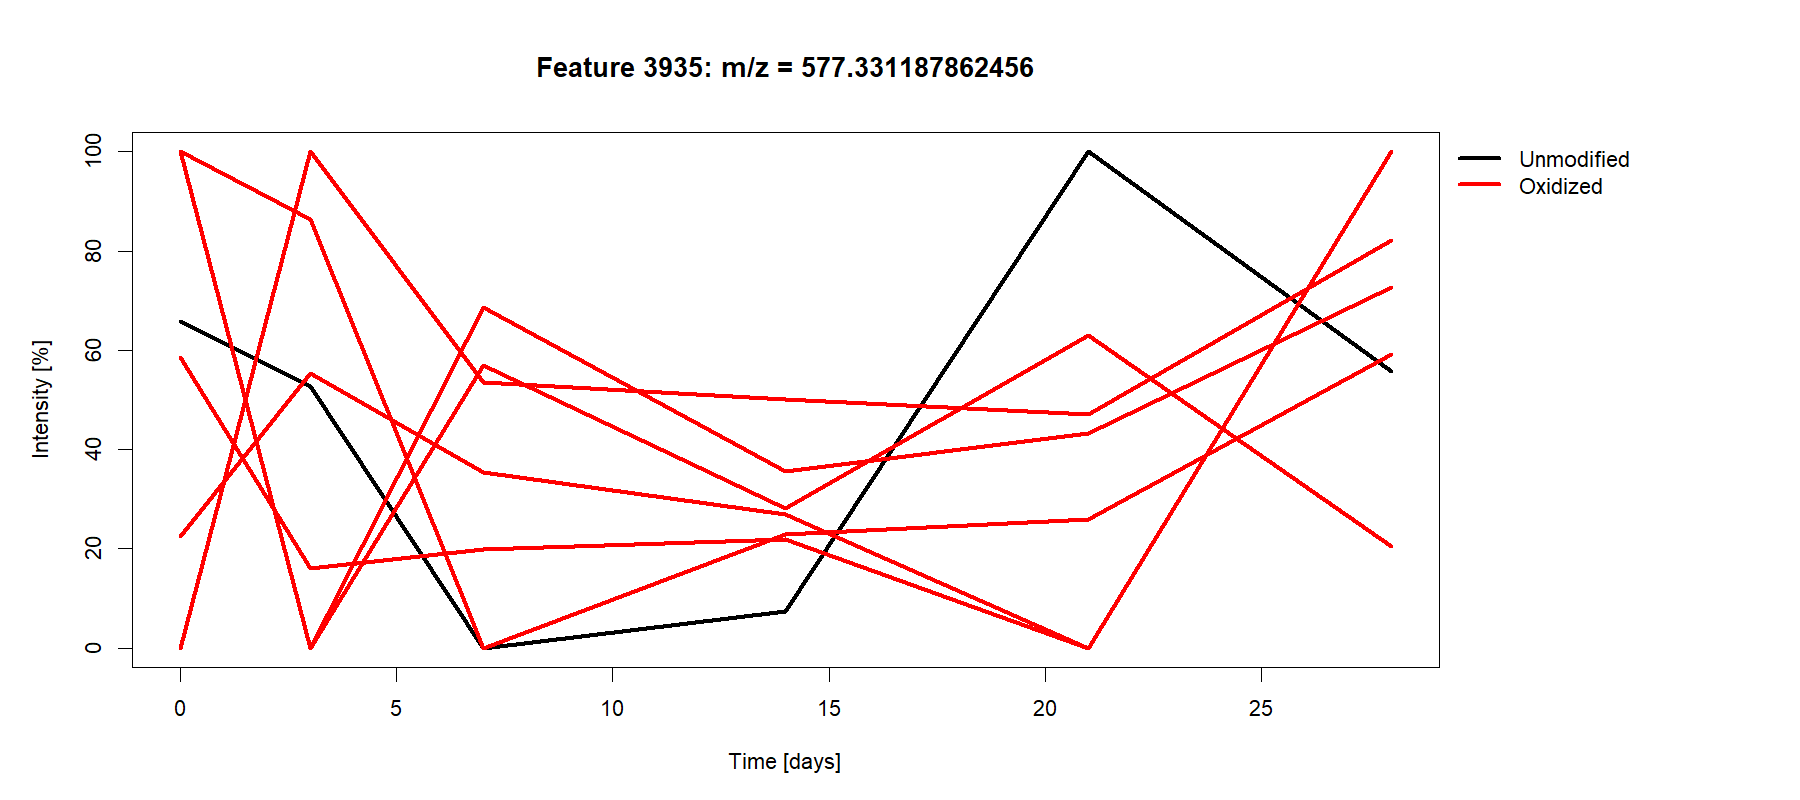 Feature 3935: m/z = 577.331187862456
100
80
60
40
20
0
Intensity [%]
0 5 10 15 20 25
Time [days]
Unmodified
Oxidized